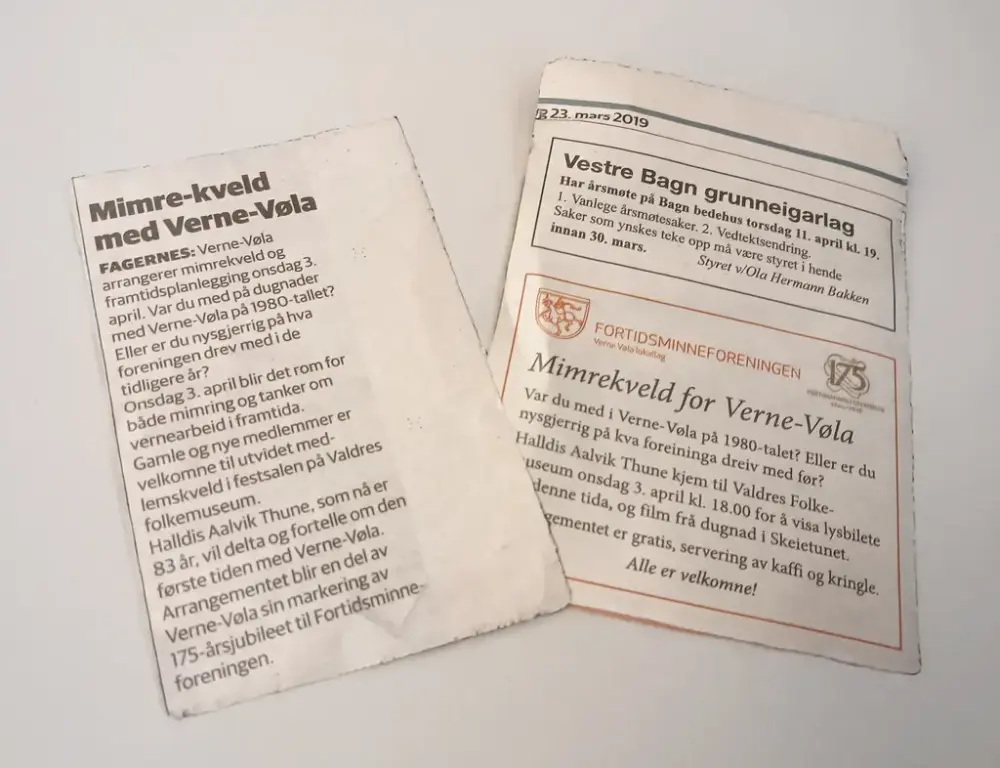 Mimre-kveld
med Verne-Vøla
FAGERNES: Verne-Vøla
arrangerer mimrekveld og
framtidsplanlegging onsdag 3.
april. Var du med på dugnader
med Verne-Vøla på 1980-tallet?
Eller er du nysgjerrig på hva
foreningen drev med i de
tidligere år?
Onsdag 3. april blir det rom for
både mimring og tanker om
vernearbeid i framtida.
Gamle og nye medlemmer er
velkomne til utvidet med-
lemskveld i festsalen på Valdres
folkemuseum.
Halldis Aalvik Thune, som nå er
83 år, vil delta og fortelle om den
første tiden med Verne-Vøla.
Arrangementet blir en del av
Verne-Vøla sin markering av
175-årsjubileet til Fortidsminne-
foreningen.
23. mars 2019
Vestre Bagn grunneigarlag
Har årsmøte på Bagn bedehus torsdag 11. april kl. 19.
1. Vanlege årsmøtesaker. 2. Vedtektsendring.
Saker som ynskes teke opp må være styret i hende
innan 30. mars.
Styret v/Ola Hermann Bakken
FORTIDSMINNEFORENINGEN
Verne-Vøla lokallag
175
Mimrekveld for Verne-Vøla
Var du med i Verne-Vøla på 1980-talet? Eller er du
nysgjerrig på kva foreininga dreiv med før?
Halldis Aalvik Thune kjem til Valdres Folke-
useum onsdag 3. april kl. 18.00 for å visa lysbilete
denne tida, og film frå dugnad i Skeietunet.
gementet er gratis, servering av kaffi og kringle.
Alle er velkomne!